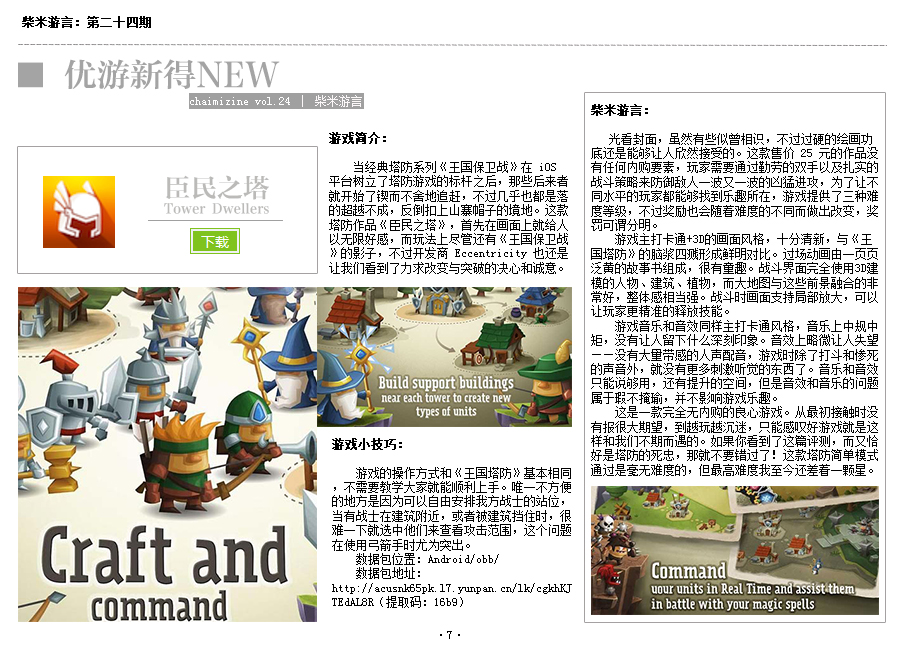 柴米游言：第二十四期
优游新得NEW
chaimizine vol.24 | 柴米游言
臣民之塔
Tower Dwellers
下载
游戏简介：
当经典塔防系列《王国保卫战》在 iOS
平台树立了塔防游戏的标杆之后，那些后来者
就开始了锲而不舍地追赶，不过几乎也都是落
的超越不成，反倒扣上山寨帽子的境地。这款
塔防作品《臣民之塔》，首先在画面上就给人
以无限好感，而玩法上尽管还有《王国保卫战
》的影子，不过开发商 Eccentricity 也还是
让我们看到了力求改变与突破的决心和诚意。
Build support buildings
near each tower to create new
types of units
Craft and
command
游戏小技巧：
游戏的操作方式和《王国塔防》基本相同
，不需要教学大家就能顺利上手。唯一不方便
的地方是因为可以自由安排我方战士的站位，
当有战士在建筑附近，或者被建筑挡住时，很
难一下就选中他们来查看攻击范围，这个问题
在使用弓箭手时尤为突出。
数据包位置：Android/obb/
数据包地址：
http://acusnk65pk.l7.yunpan.cn/lk/cgkhKJ
TEdAL8R（提取码：16b9）
柴米游言：
光看封面，虽然有些似曾相识，不过过硬的绘画功
底还是能够让人欣然接受的。这款售价 25 元的作品没
有任何内购要素，玩家需要通过勤劳的双手以及扎实的
战斗策略来防御敌人一波又一波的凶猛进攻，为了让不
同水平的玩家都能够找到乐趣所在，游戏提供了三种难
度等级，不过奖励也会随着难度的不同而做出改变，奖
罚可谓分明。
游戏主打卡通+3D的画面风格，十分清新，与《王
国塔防》的脑浆四溅形成鲜明对比。过场动画由一页页
泛黄的故事书组成，很有童趣。战斗界面完全使用3D建
模的人物、建筑、植物，而大地图与这些前景融合的非
常好，整体感相当强。战斗时画面支持局部放大，可以
让玩家更精准的释放技能。
游戏音乐和音效同样主打卡通风格，音乐上中规中
矩，没有让人留下什么深刻印象。音效上略微让人失望
——没有大量带感的人声配音，游戏时除了打斗和惨死
的声音外，就没有更多刺激听觉的东西了。音乐和音效
只能说够用，还有提升的空间，但是音效和音乐的问题
属于瑕不掩瑜，并不影响游戏乐趣。
这是一款完全无内购的良心游戏。从最初接触时没
有报很大期望，到越玩越沉迷，只能感叹好游戏就是这
样和我们不期而遇的。如果你看到了这篇评测，而又恰
好是塔防的死忠，那就不要错过了！这款塔防简单模式
通过是毫无难度的，但最高难度我至今还差着一颗星。
Command
uour units in Real Time and assist them
in battle with your magic spells
·7·